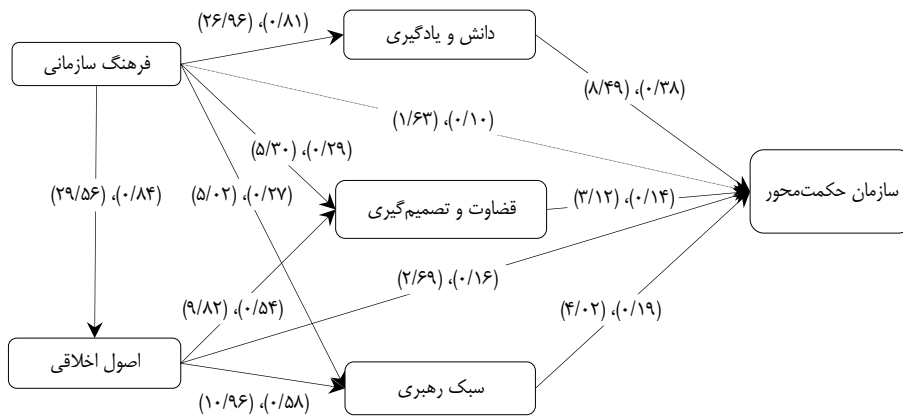 (۲۶/۹۶)، (۰/۸۱)
دانش و یادگیری
فرهنگ سازمانی
(۸/۴۹)، (۰/۳۸)
(۱/۶۳)، (۰/۱۰)
(۵/۳۰)، (۰/۲۹)
(۲۹/۵۶)، (۰/۸۴)
(۵/۰۲)، (۰/۲۷)
قضاوت و تصمیم‌گیری
(۳/۱۲)، (۰/۱۴)
سازمان حکمت‌محور
(۲/۶۹)، (۰/۱۶)
(۹/۸۲)، (۰/۵۴)
(۴/۰۲)، (۰/۱۹)
اصول اخلاقی
سبک رهبری
(۱۰/۹۶)، (۰/۵۸)